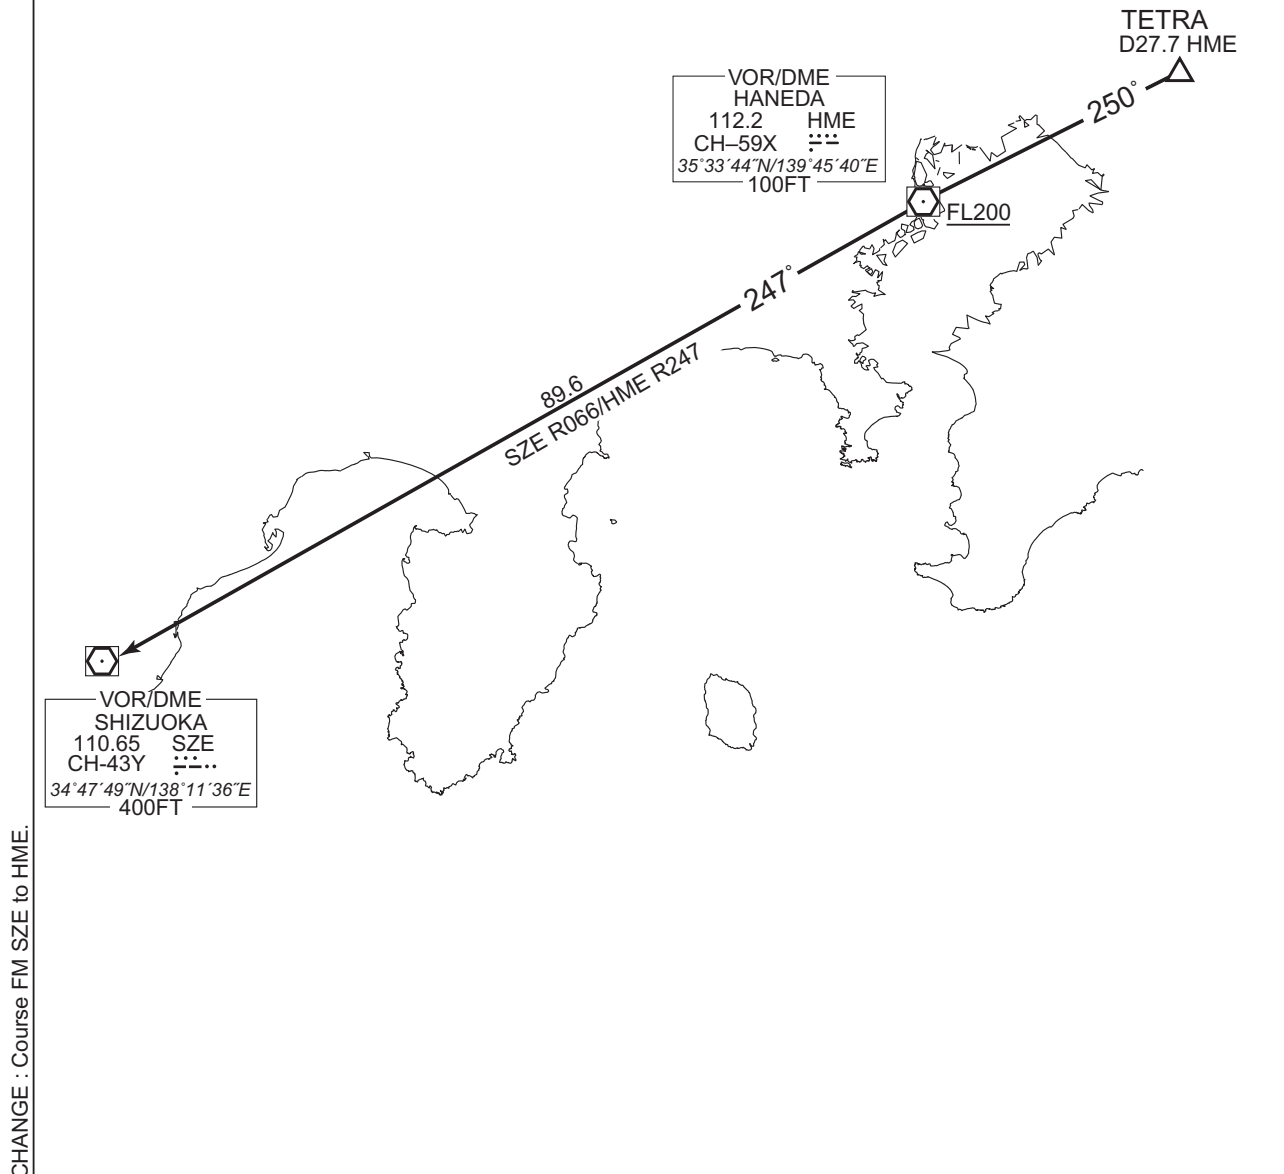 TETRA
D27.7 HME
250°
VOR/DME
HANEDA
112.2 HME
CH–59X
35°33´44˝N/139°45´40˝E
100FT
FL200
247°
89.6
SZE R066/HME R247
VOR/DME
SHIZUOKA
110.65 SZE
CH-43Y
34°47´49˝N/138°11´36˝E
400FT
CHANGE : Course FM SZE to HME.